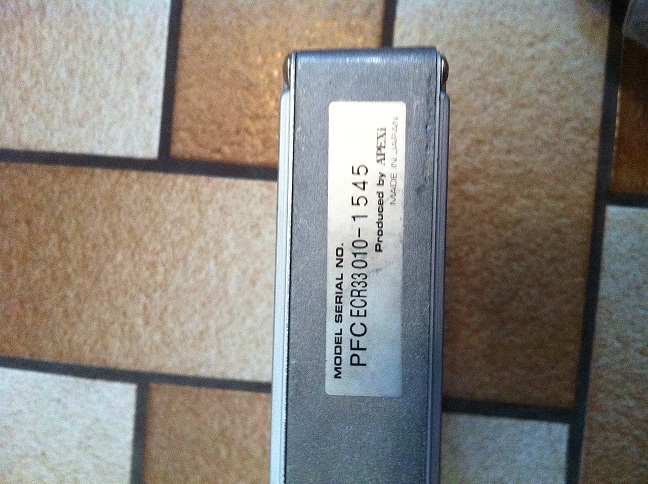 MODEL SERIAL NO.
PFC ECR33 010-1545
Produced by APEXi
MADE IN JAPAN